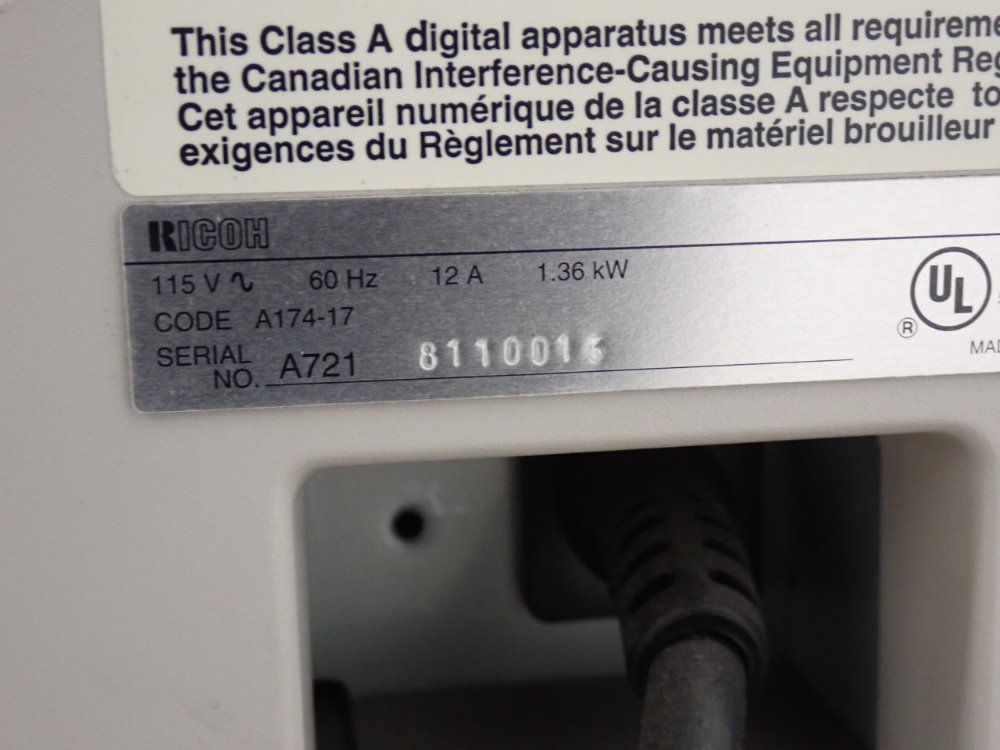 This Class A digital apparatus meets all requireme
the Canadian Interference-Causing Equipment Reg
Cet appareil numérique de la classe A respecte to
exigences du Règlement sur le matériel brouilleur
RICOH
115 V ∿ 60 Hz 12 A 1.36 kW
CODE A174-17
SERIAL NO. A721
UL
®
MAD